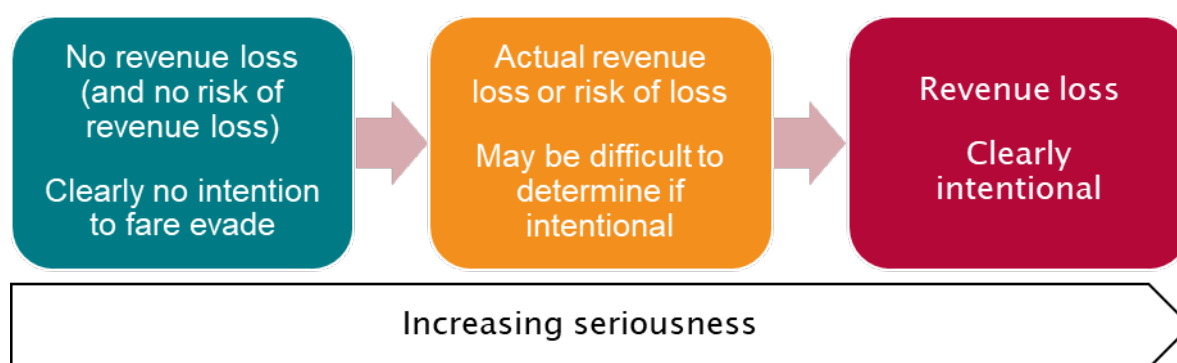 No revenue loss
(and no risk of
revenue loss)
Clearly no intention
to fare evade
Actual revenue
loss or risk of loss
May be difficult to
determine if
intentional
Revenue loss
Clearly
intentional
Increasing seriousness